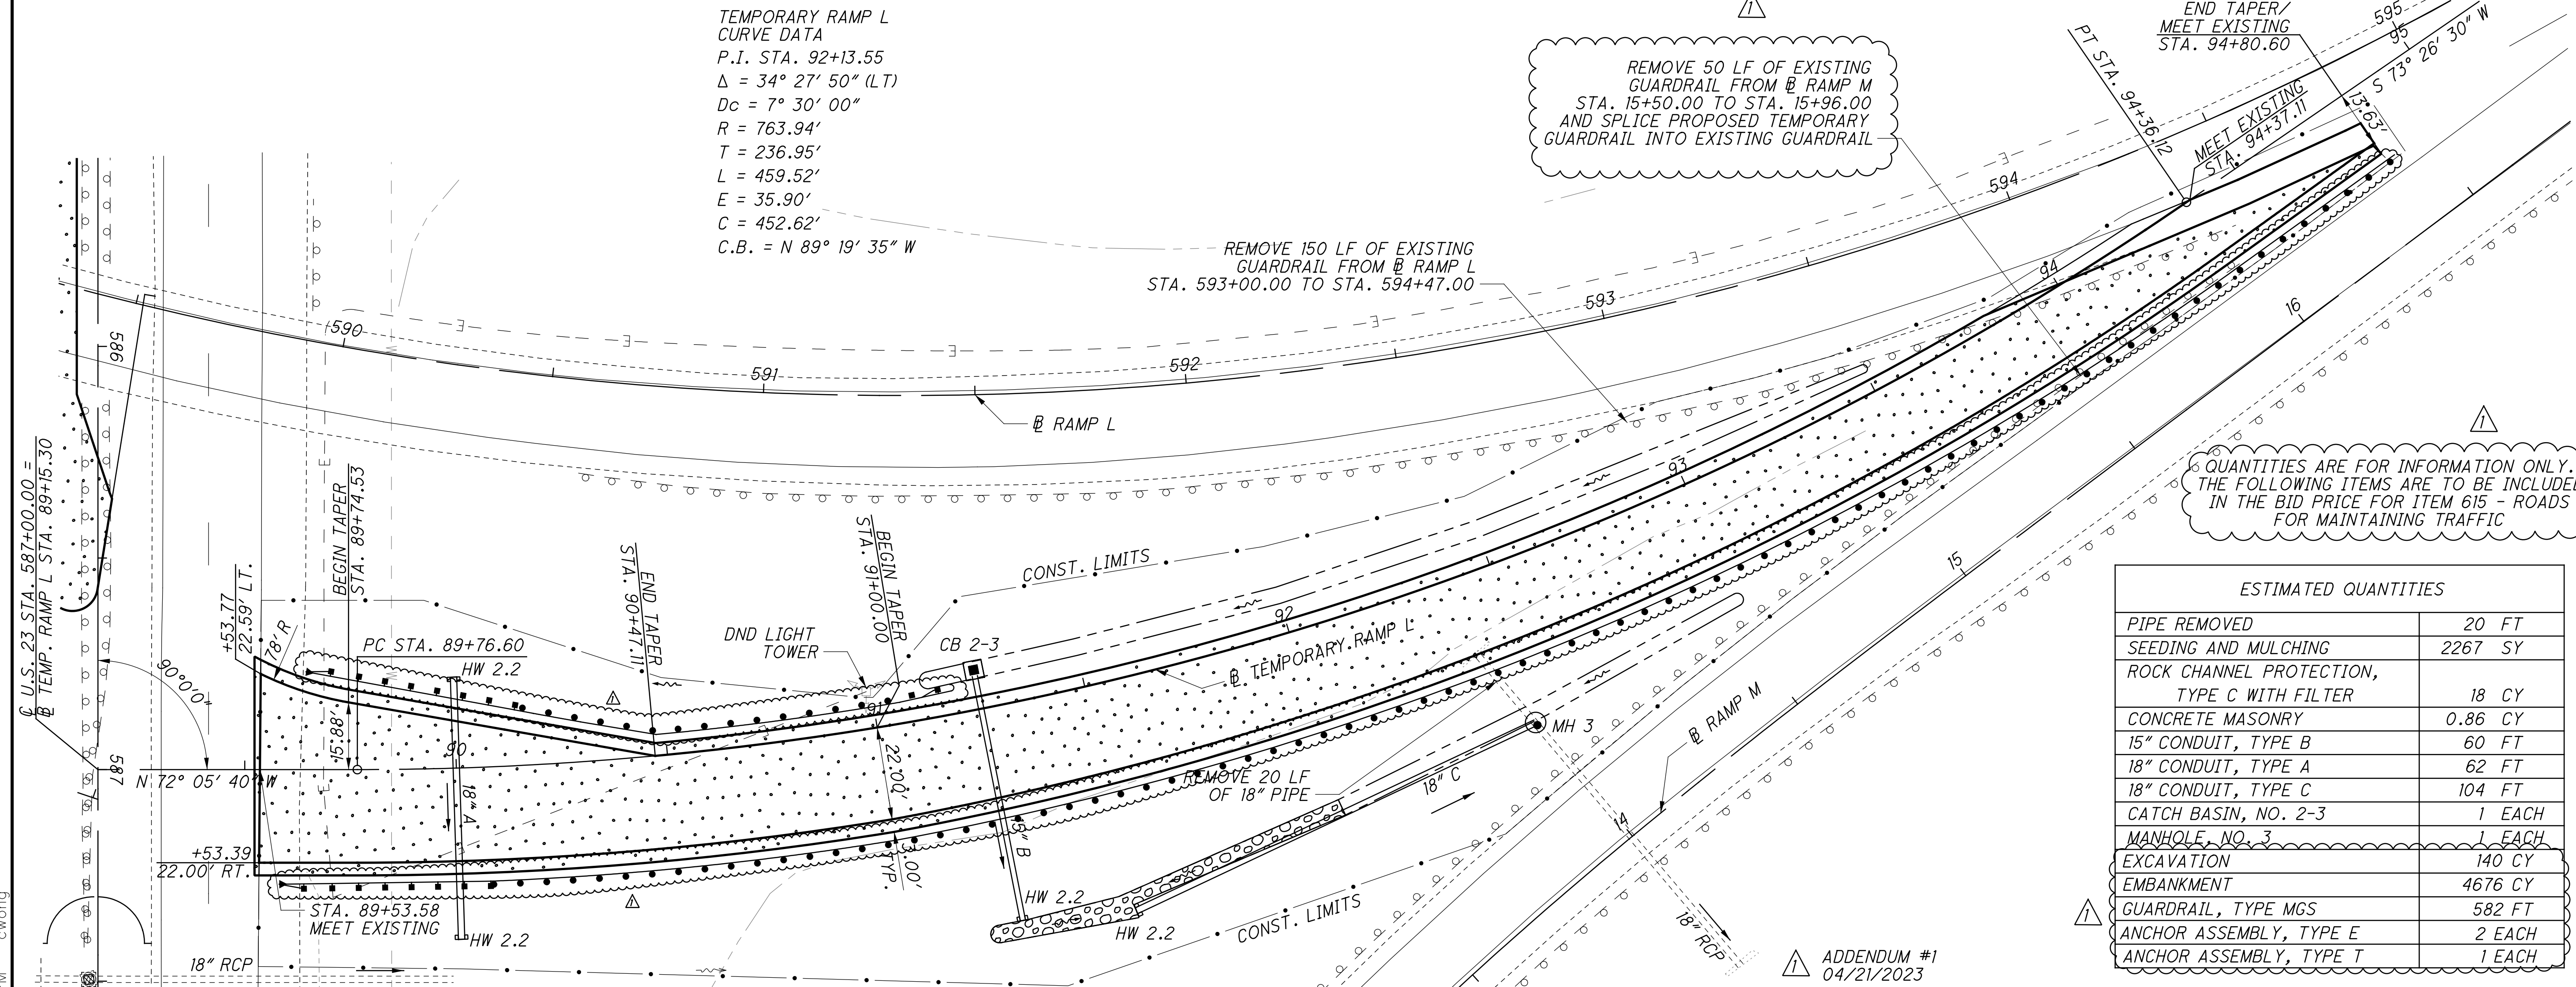 TEMPORARY RAMP L
CURVE DATA
P.I. STA. 92+13.55
Δ = 34° 27' 50" (LT)
Dc = 7° 30' 00"
R = 763.94'
T = 236.95'
L = 459.52'
E = 35.90'
C = 452.62'
C.B. = N 89° 19' 35" W
1
REMOVE 50 LF OF EXISTING
GUARDRAIL FROM BL RAMP M
STA. 15+50.00 TO STA. 15+96.00
AND SPLICE PROPOSED TEMPORARY
GUARDRAIL INTO EXISTING GUARDRAIL
END TAPER/
MEET EXISTING
STA. 94+80.60
595
95
S 73° 26' 30" W
PT STA. 94+36.12
MEET EXISTING
STA. 94+37.11
13.63'
594
94
REMOVE 150 LF OF EXISTING
GUARDRAIL FROM BL RAMP L
STA. 593+00.00 TO STA. 594+47.00
593
16
590
586
591
592
E
E
E
E
E
E
E
E
BL RAMP L
93
1
QUANTITIES ARE FOR INFORMATION ONLY.
THE FOLLOWING ITEMS ARE TO BE INCLUDED
IN THE BID PRICE FOR ITEM 615 - ROADS
FOR MAINTAINING TRAFFIC
CL U.S. 23 STA. 587+00.00 =
BL TEMP. RAMP L STA. 89+15.30
BEGIN TAPER
STA. 89+74.53
+53.77
22.59' LT.
78' R
90°0'0"
PC STA. 89+76.60
HW 2.2
END TAPER
STA. 90+47.11
BEGIN TAPER
STA. 91+00.00
DND LIGHT
TOWER
CB 2-3
CONST. LIMITS
92
BL TEMPORARY RAMP L
15
1
91
90
15.88'
587
N 72° 05' 40" W
18" A
22.00'
3.00'
TYP.
15" B
REMOVE 20 LF
OF 18" PIPE
18" C
MH 3
BL RAMP M
14
+53.39
22.00' RT.
STA. 89+53.58
MEET EXISTING
1
HW 2.2
HW 2.2
HW 2.2
CONST. LIMITS
18" RCP
18" RCP
ESTIMATED QUANTITIES
PIPE REMOVED 20 FT
SEEDING AND MULCHING 2267 SY
ROCK CHANNEL PROTECTION,
TYPE C WITH FILTER 18 CY
CONCRETE MASONRY 0.86 CY
15" CONDUIT, TYPE B 60 FT
18" CONDUIT, TYPE A 62 FT
18" CONDUIT, TYPE C 104 FT
CATCH BASIN, NO. 2-3 1 EACH
MANHOLE, NO. 3 1 EACH
EXCAVATION 140 CY
EMBANKMENT 4676 CY
GUARDRAIL, TYPE MGS 582 FT
ANCHOR ASSEMBLY, TYPE E 2 EACH
ANCHOR ASSEMBLY, TYPE T 1 EACH
1
1 ADDENDUM #1
04/21/2023
cwong